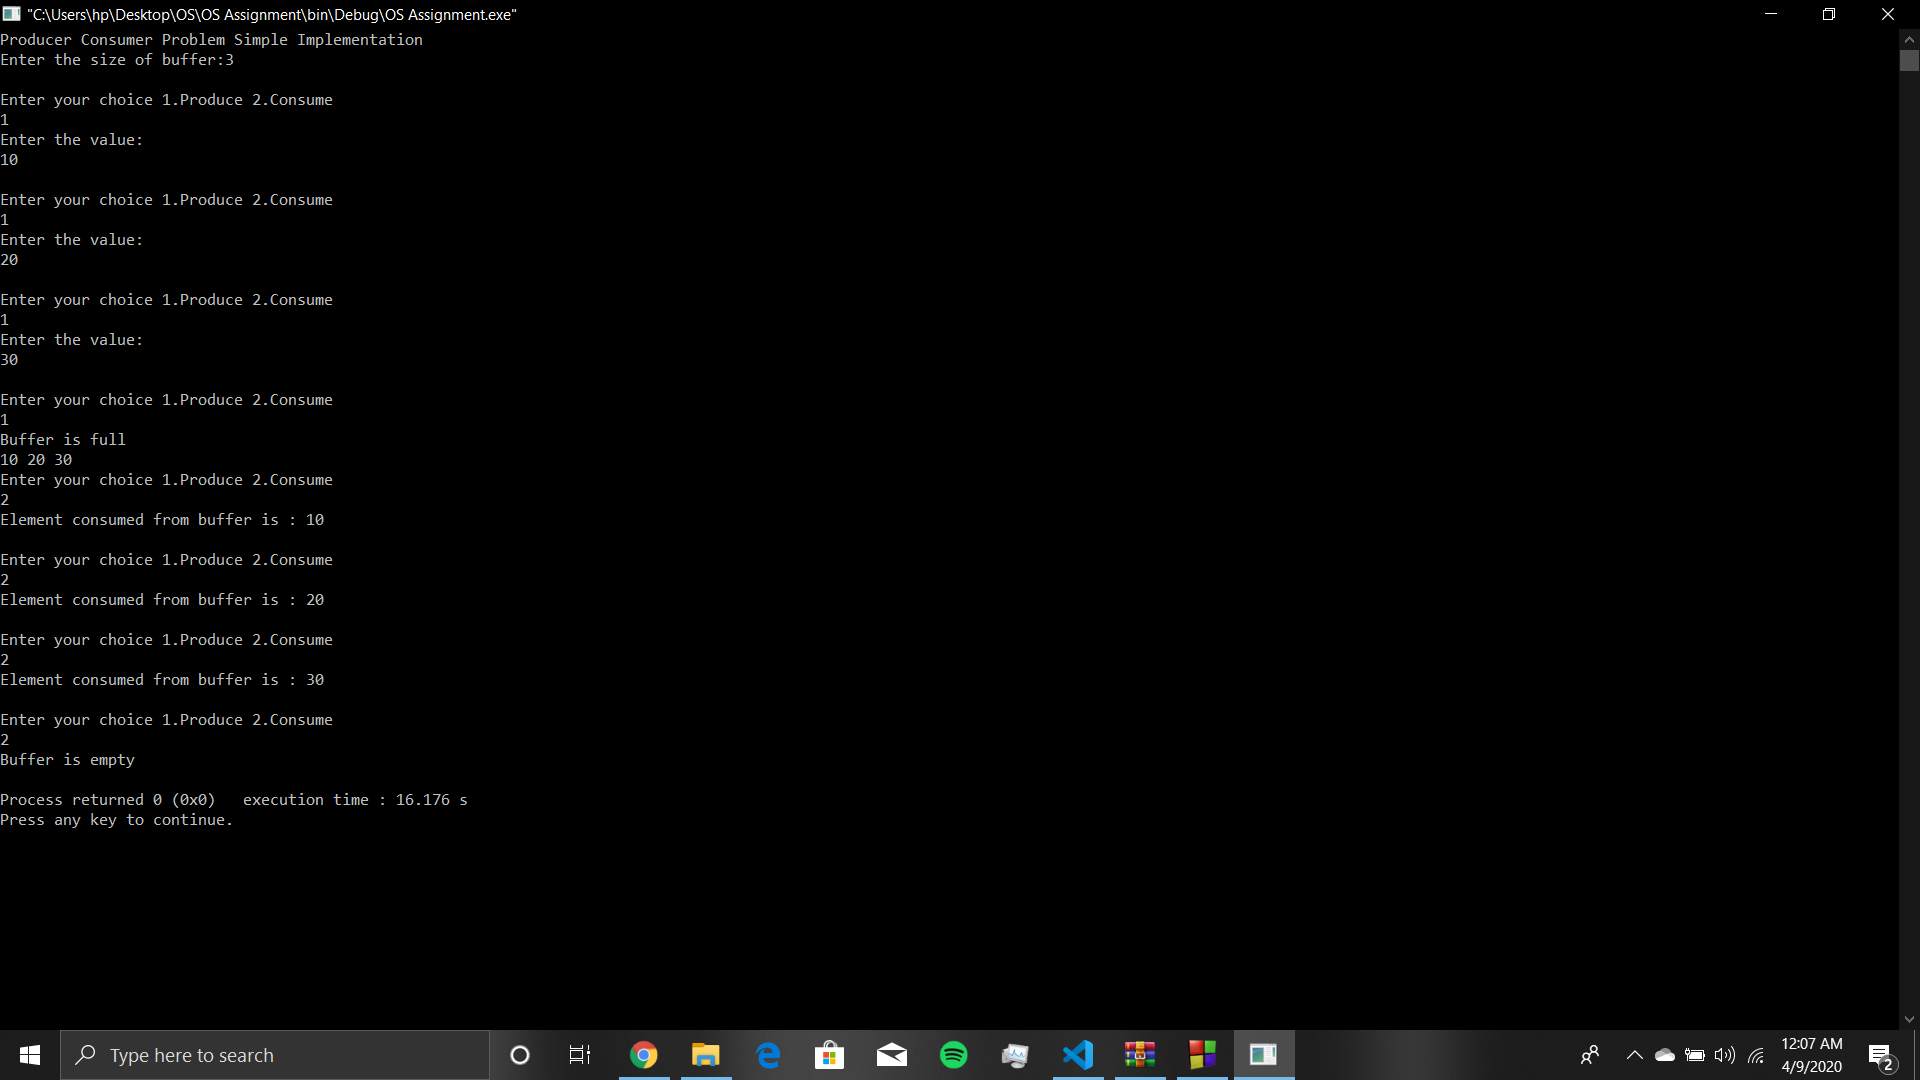 "C:\Users\hp\Desktop\OS\OS Assignment\bin\Debug\OS Assignment.exe"
Producer Consumer Problem Simple Implementation
Enter the size of buffer:3
Enter your choice 1.Produce 2.Consume
1
Enter the value:
10
Enter your choice 1.Produce 2.Consume
1
Enter the value:
20
Enter your choice 1.Produce 2.Consume
1
Enter the value:
30
Enter your choice 1.Produce 2.Consume
1
Buffer is full
10 20 30
Enter your choice 1.Produce 2.Consume
2
Element consumed from buffer is : 10
Enter your choice 1.Produce 2.Consume
2
Element consumed from buffer is : 20
Enter your choice 1.Produce 2.Consume
2
Element consumed from buffer is : 30
Enter your choice 1.Produce 2.Consume
2
Buffer is empty
Process returned 0 (0x0)   execution time : 16.176 s
Press any key to continue.
Type here to search
12:07 AM
4/9/2020
2